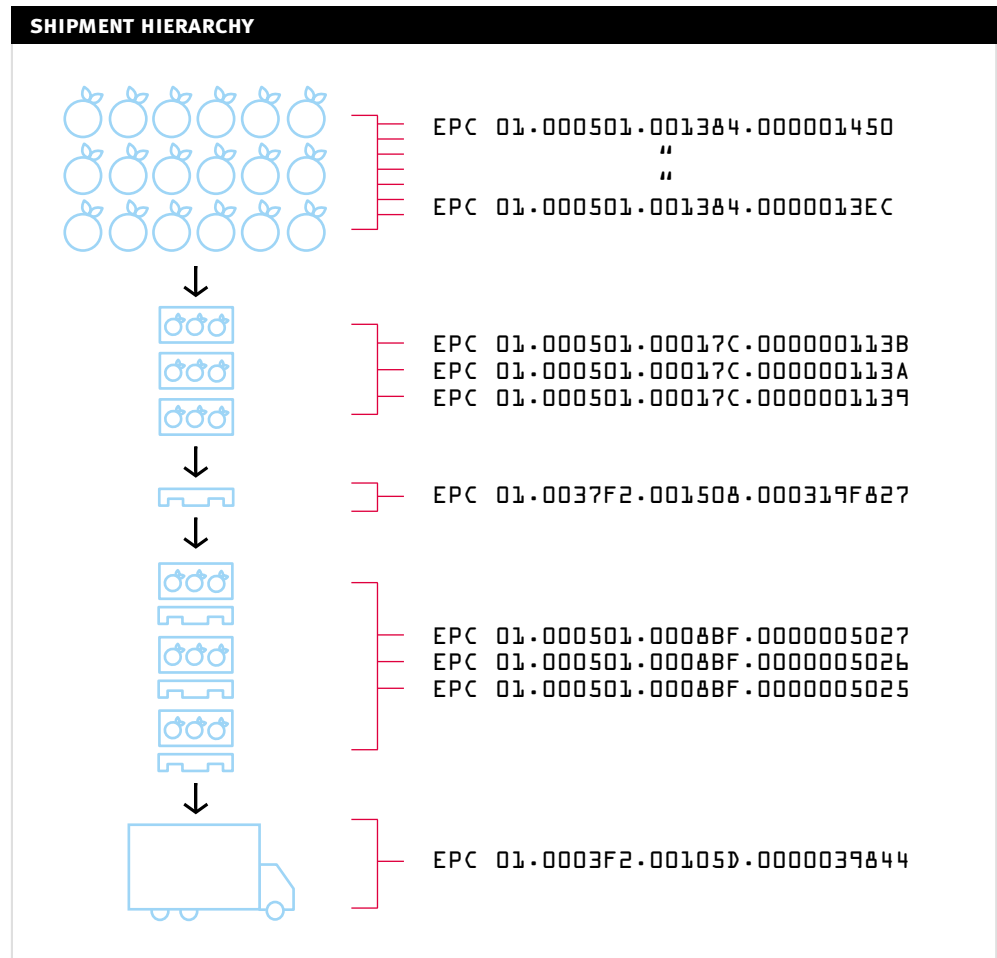 SHIPMENT HIERARCHY
EPC 01.000501.001384.000001450
"
"
EPC 01.000501.001384.0000013EC
EPC 01.000501.00017C.000000113B
EPC 01.000501.00017C.000000113A
EPC 01.000501.00017C.0000001139
EPC 01.0037F2.001508.000319F827
EPC 01.000501.0008BF.0000005027
EPC 01.000501.0008BF.0000005026
EPC 01.000501.0008BF.0000005025
EPC 01.0003F2.00105D.0000039844